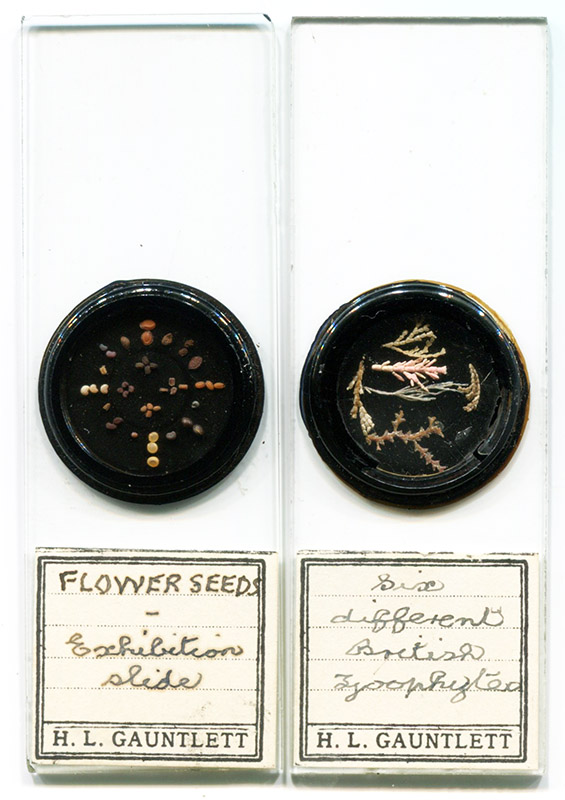 FLOWER SEEDS
-
Exhibition
slide
H. L. GAUNTLETT
Six
different
British
Zoophytes
H. L. GAUNTLETT